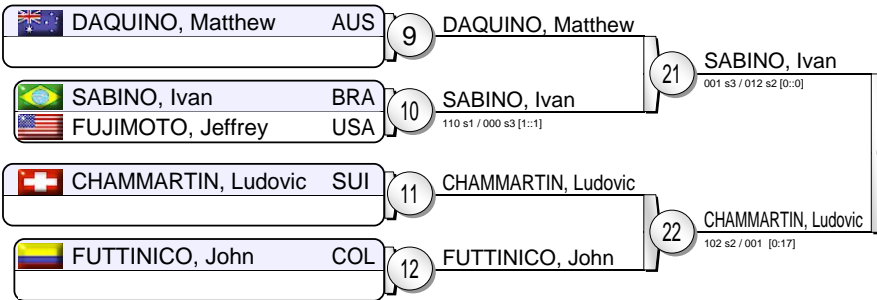 DAQUINO, Matthew AUS
9
DAQUINO, Matthew
SABINO, Ivan BRA
FUJIMOTO, Jeffrey USA
10
SABINO, Ivan
110 s1 / 000 s3 [1::1]
21
SABINO, Ivan
001 s3 / 012 s2 [0::0]
CHAMMARTIN, Ludovic SUI
11
CHAMMARTIN, Ludovic
FUTTINICO, John COL
12
FUTTINICO, John
22
CHAMMARTIN, Ludovic
102 s2 / 001 [0:17]